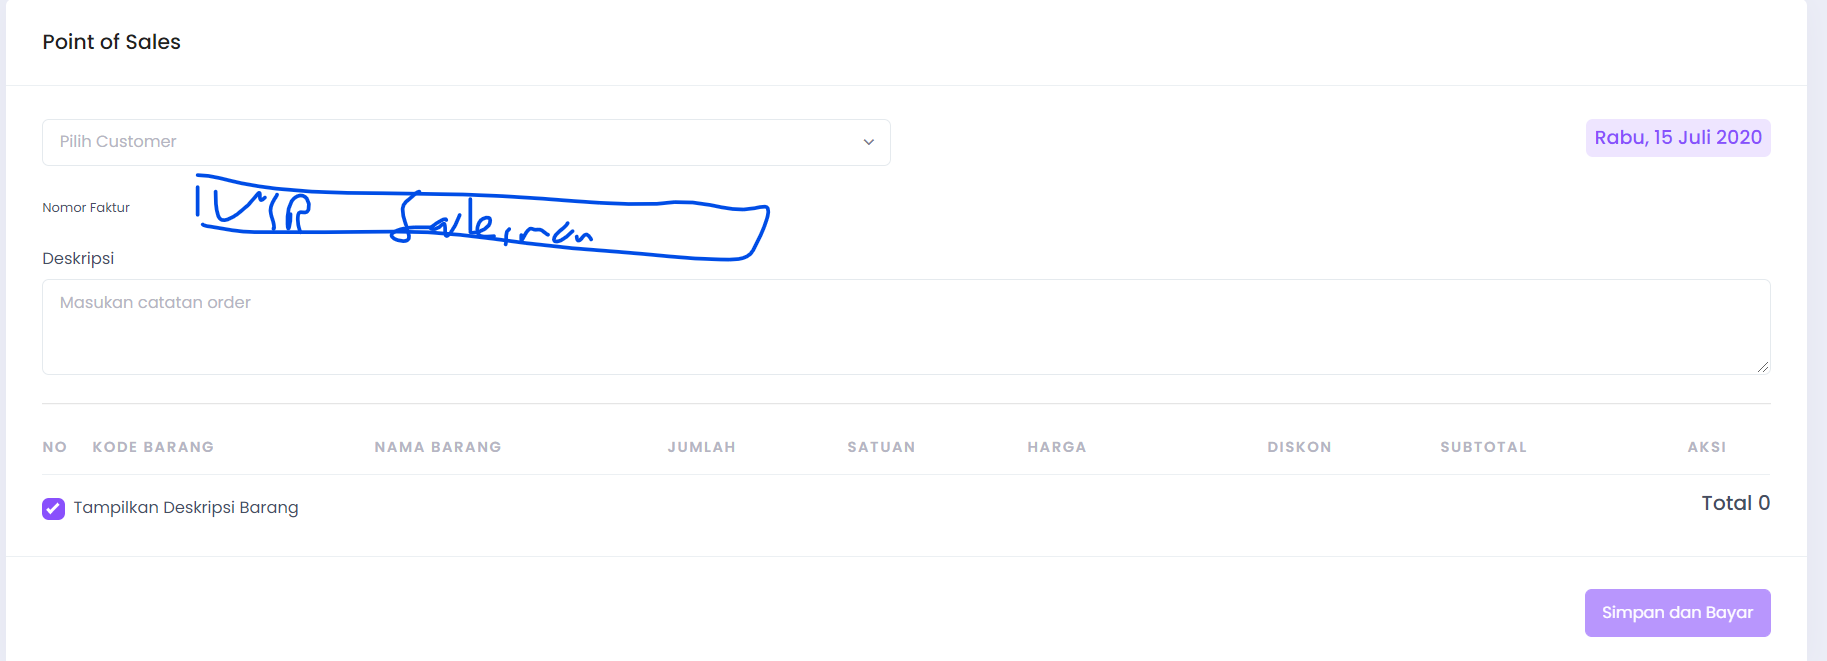 Point of Sales
Pilih Customer
Rabu, 15 Juli 2020
Nomor Faktur
Salesman
Deskripsi
Masukan catatan order
NO KODE BARANG NAMA BARANG JUMLAH SATUAN HARGA DISKON SUBTOTAL AKSI
Tampilkan Deskripsi Barang
Total 0
Simpan dan Bayar